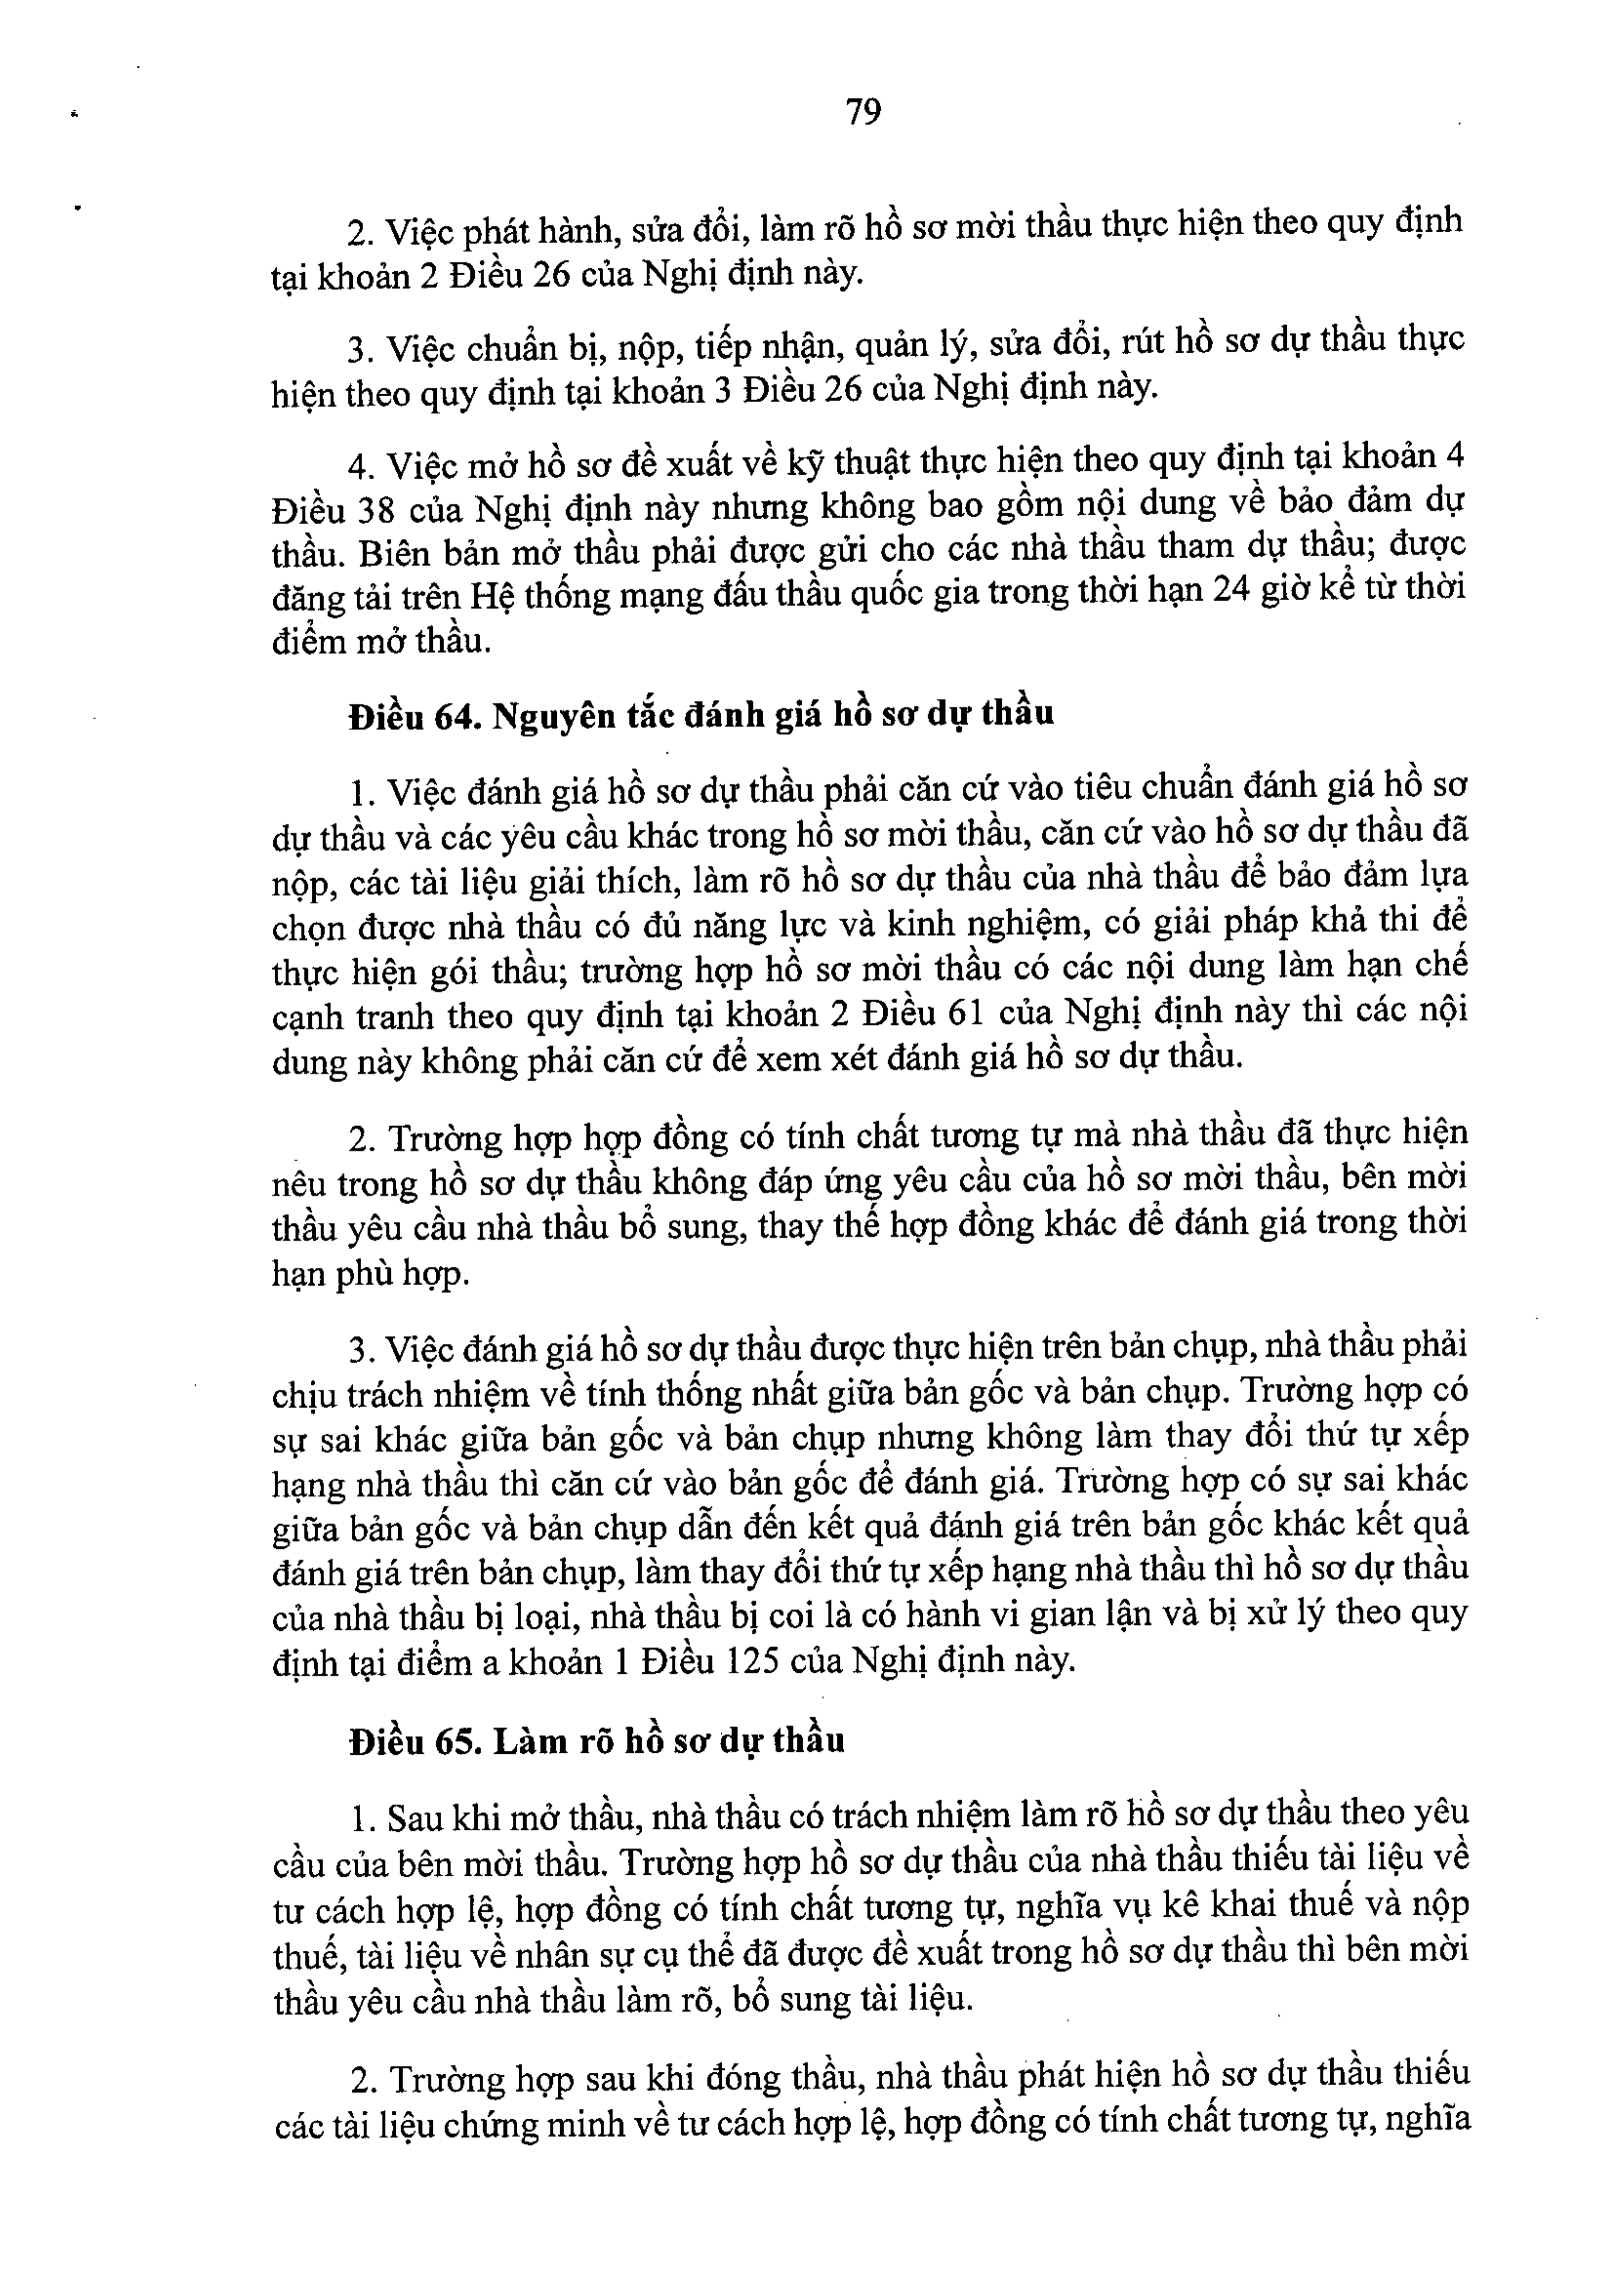 79
2. Việc phát hành, sửa đổi, làm rõ hồ sơ mời thầu thực hiện theo quy định
tại khoản 2 Điều 26 của Nghị định này.
3. Việc chuẩn bị, nộp, tiếp nhận, quản lý, sửa đổi, rút hồ sơ dự thầu thực
hiện theo quy định tại khoản 3 Điều 26 của Nghị định này.
4. Việc mở hồ sơ đề xuất về kỹ thuật thực hiện theo quy định tại khoản 4
Điều 38 của Nghị định này nhưng không bao gồm nội dung về bảo đảm dự
thầu. Biên bản mở thầu phải được gửi cho các nhà thầu tham dự thầu; được
đăng tải trên Hệ thống mạng đấu thầu quốc gia trong thời hạn 24 giờ kể từ thời
điểm mở thầu.
Điều 64. Nguyên tắc đánh giá hồ sơ dự thầu
1. Việc đánh giá hồ sơ dự thầu phải căn cứ vào tiêu chuẩn đánh giá hồ sơ
dự thầu và các yêu cầu khác trong hồ sơ mời thầu, căn cứ vào hồ sơ dự thầu đã
nộp, các tài liệu giải thích, làm rõ hồ sơ dự thầu của nhà thầu để bảo đảm lựa
chọn được nhà thầu có đủ năng lực và kinh nghiệm, có giải pháp khả thi để
thực hiện gói thầu; trường hợp hồ sơ mời thầu có các nội dung làm hạn chế
cạnh tranh theo quy định tại khoản 2 Điều 61 của Nghị định này thì các nội
dung này không phải căn cứ để xem xét đánh giá hồ sơ dự thầu.
2. Trường hợp hợp đồng có tính chất tương tự mà nhà thầu đã thực hiện
nêu trong hồ sơ dự thầu không đáp ứng yêu cầu của hồ sơ mời thầu, bên mời
thầu yêu cầu nhà thầu bổ sung, thay thế hợp đồng khác để đánh giá trong thời
hạn phù hợp.
3. Việc đánh giá hồ sơ dự thầu được thực hiện trên bản chụp, nhà thầu phải
chịu trách nhiệm về tính thống nhất giữa bản gốc và bản chụp. Trường hợp có
sự sai khác giữa bản gốc và bản chụp nhưng không làm thay đổi thứ tự xếp
hạng nhà thầu thì căn cứ vào bản gốc để đánh giá. Trường hợp có sự sai khác
giữa bản gốc và bản chụp dẫn đến kết quả đánh giá trên bản gốc khác kết quả
đánh giá trên bản chụp, làm thay đổi thứ tự xếp hạng nhà thầu thì hồ sơ dự thầu
của nhà thầu bị loại, nhà thầu bị coi là có hành vi gian lận và bị xử lý theo quy
định tại điểm a khoản 1 Điều 125 của Nghị định này.
Điều 65. Làm rõ hồ sơ dự thầu
1. Sau khi mở thầu, nhà thầu có trách nhiệm làm rõ hồ sơ dự thầu theo yêu
cầu của bên mời thầu. Trường hợp hồ sơ dự thầu của nhà thầu thiếu tài liệu về
tư cách hợp lệ, hợp đồng có tính chất tương tự, nghĩa vụ kê khai thuế và nộp
thuế, tài liệu về nhân sự cụ thể đã được đề xuất trong hồ sơ dự thầu thì bên mời
thầu yêu cầu nhà thầu làm rõ, bổ sung tài liệu.
2. Trường hợp sau khi đóng thầu, nhà thầu phát hiện hồ sơ dự thầu thiếu
các tài liệu chứng minh về tư cách hợp lệ, hợp đồng có tính chất tương tự, nghĩa